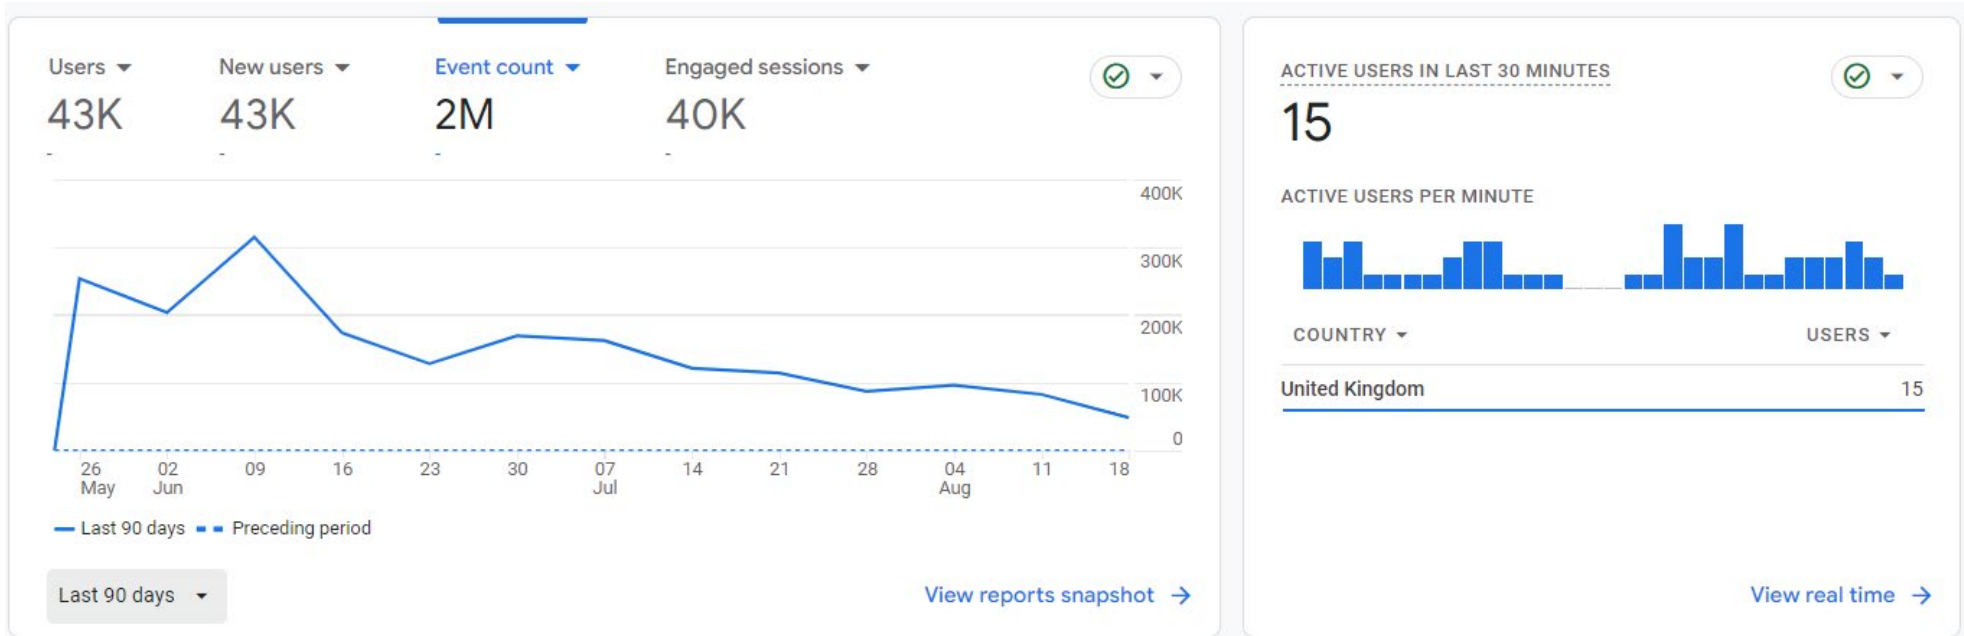 Users New users Event count Engaged sessions
43K 43K 2M 40K
- - - -
400K
300K
200K
100K
0
26 02 09 16 23 30 07 14 21 28 04 11 18
May Jun Jul Aug
Last 90 days Preceding period
Last 90 days
View reports snapshot
ACTIVE USERS IN LAST 30 MINUTES
15
ACTIVE USERS PER MINUTE
COUNTRY USERS
United Kingdom 15
View real time